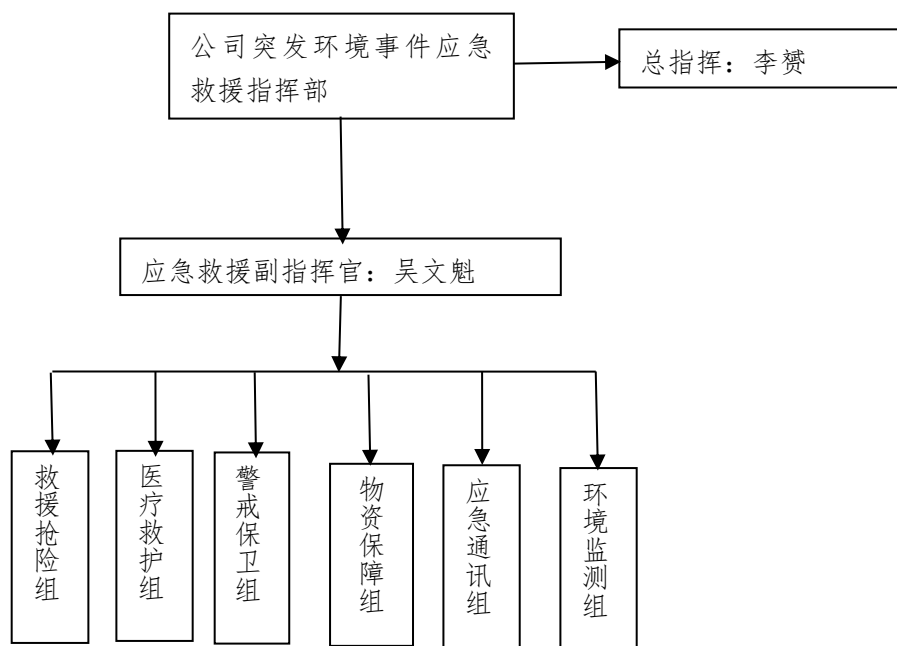 公司突发环境事件应急
救援指挥部
总指挥：李赟
应急救援副指挥官：吴文魁
救援抢险组
医疗救护组
警戒保卫组
物资保障组
应急通讯组
环境监测组